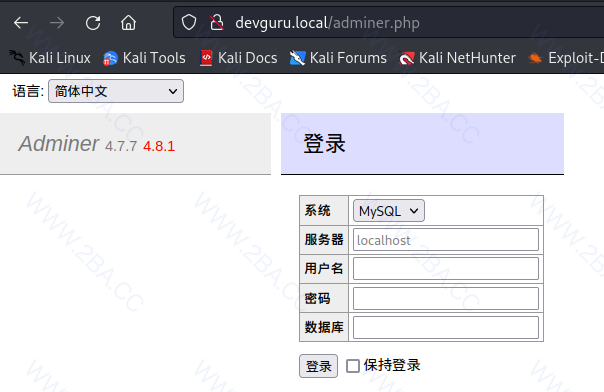 devguru.local/adminer.php
Kali Linux Kali Tools Kali Docs Kali Forums Kali NetHunter Exploit-D
语言: 简体中文
Adminer 4.7.7 4.8.1
登录
系统 MySQL
服务器 localhost
用户名
密码
数据库
登录 保持登录
WWW.2BA.CC